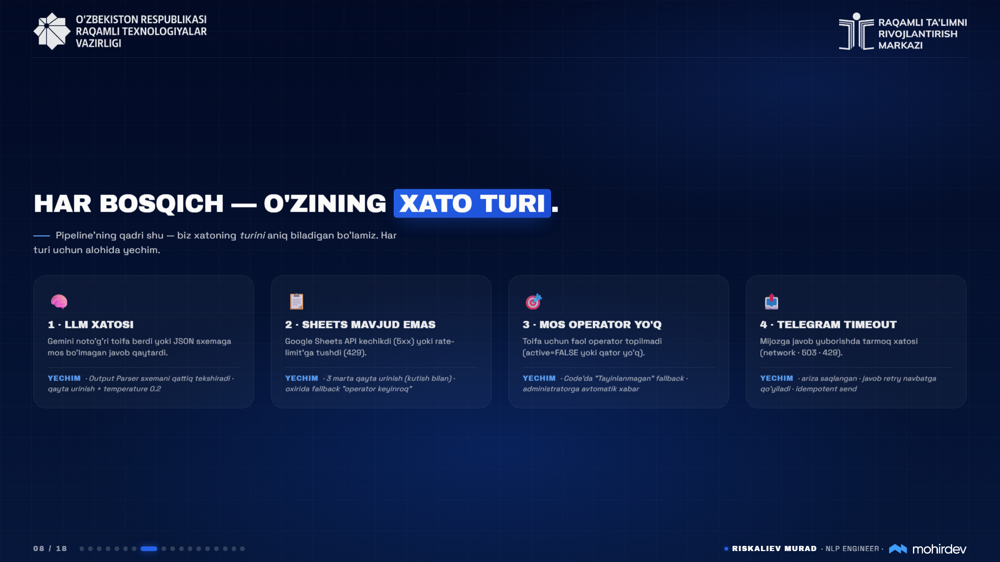 O'ZBEKISTON RESPUBLIKASI
RAQAMLI TEXNOLOGIYALAR
VAZIRLIGI
RAQAMLI TA'LIMNI
RIVOJLANTIRISH
MARKAZI
HAR BOSQICH — O'ZINING XATO TURI.
Pipeline'ning qadri shu — biz xatoning turini aniq biladigan bo'lamiz. Har
turi uchun alohida yechim.
1 · LLM XATOSI
Gemini noto'g'ri toifa berdi yoki JSON sxemaga
mos bo'lmagan javob qaytardi.
YECHIM · Output Parser sxemani qattiq tekshiradi ·
qayta urinish + temperature 0.2
2 · SHEETS MAVJUD EMAS
Google Sheets API kechikdi (5xx) yoki rate-
limit'ga tushdi (429).
YECHIM · 3 marta qayta urinish (kutish bilan) ·
oxirida fallback "operator keyinroq"
3 · MOS OPERATOR YO'Q
Toifa uchun faol operator topilmadi
(active=FALSE yoki qator yo'q).
YECHIM · Code'da "Tayinlanmagan" fallback ·
administratorga avtomatik xabar
4 · TELEGRAM TIMEOUT
Mijozga javob yuborishda tarmoq xatosi
(network · 503 · 429).
YECHIM · ariza saqlangan · javob retry navbatga
qo'yiladi · idempotent send
08 / 18
RISKALIEV MURAD · NLP ENGINEER · mohirdev